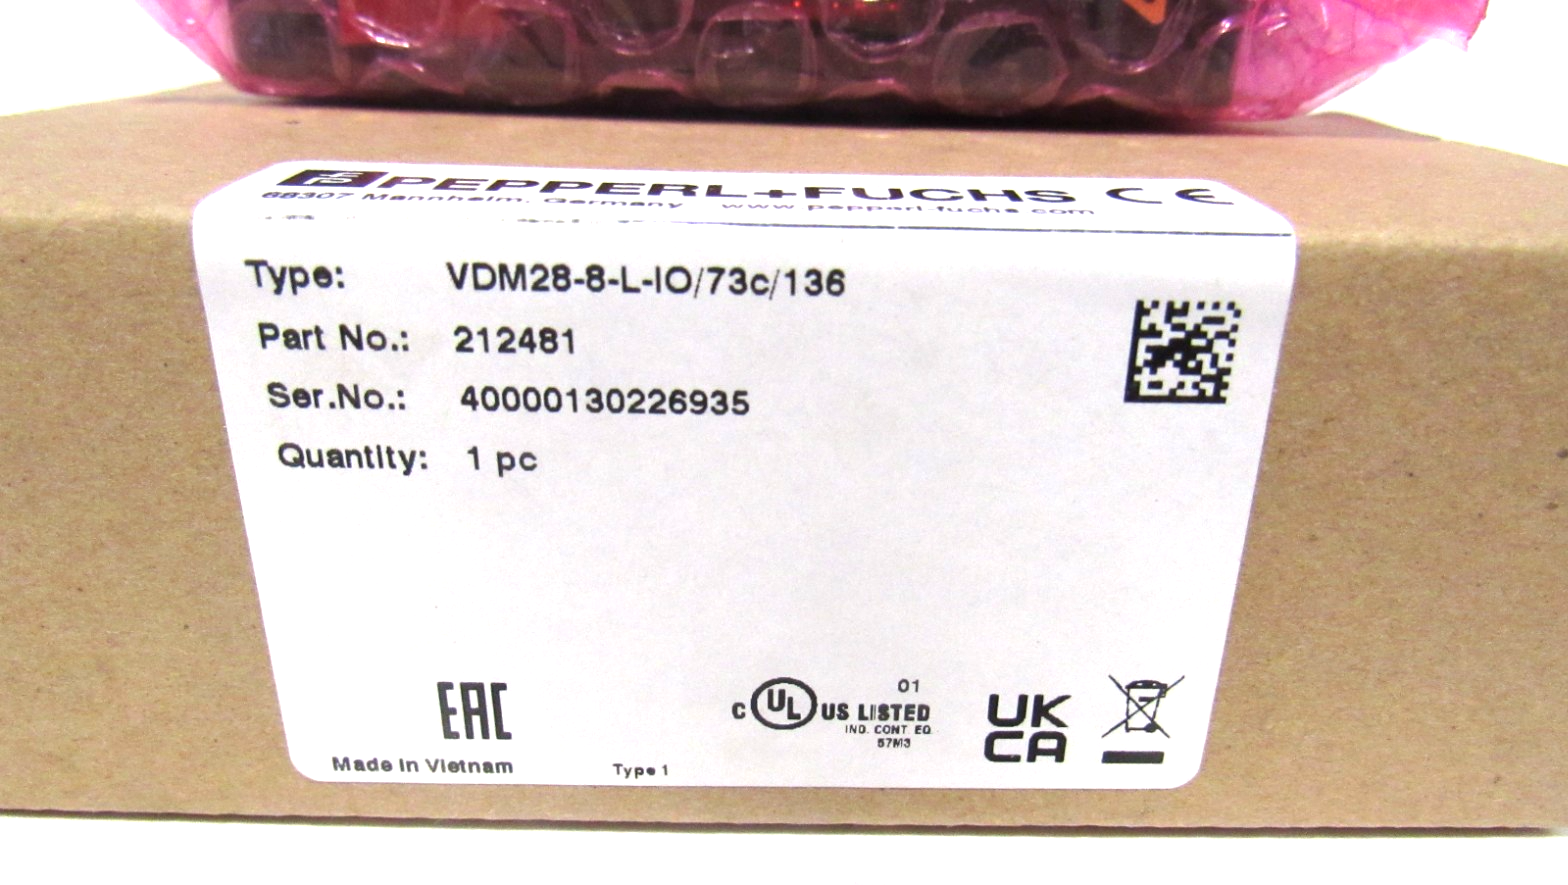 PEPPERL+FUCHS CE
68307 Mannheim, Germany www.pepperl-fuchs.com
Type: VDM28-8-L-IO/73c/136
Part No.: 212481
Ser.No.: 40000130226935
Quantity: 1 pc
EAC
Made in Vietnam
Type 1
c UL US LISTED
01
IND. CONT EQ
57M3
UK
CA